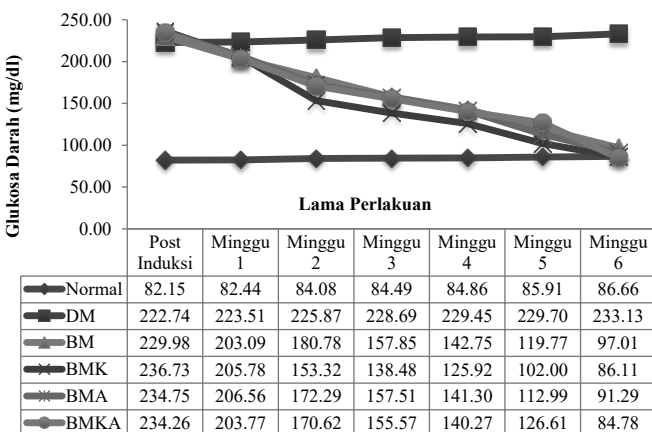 Glukosa Darah (mg/dl)
250.00
200.00
150.00
100.00
50.00
0.00
Lama Perlakuan
Post Induksi Minggu 1 Minggu 2 Minggu 3 Minggu 4 Minggu 5 Minggu 6
Normal 82.15 82.44 84.08 84.49 84.86 85.91 86.66
DM 222.74 223.51 225.87 228.69 229.45 229.70 233.13
BM 229.98 203.09 180.78 157.85 142.75 119.77 97.01
BMK 236.73 205.78 153.32 138.48 125.92 102.00 86.11
BMA 234.75 206.56 172.29 157.51 141.30 112.99 91.29
BMKA 234.26 203.77 170.62 155.57 140.27 126.61 84.78